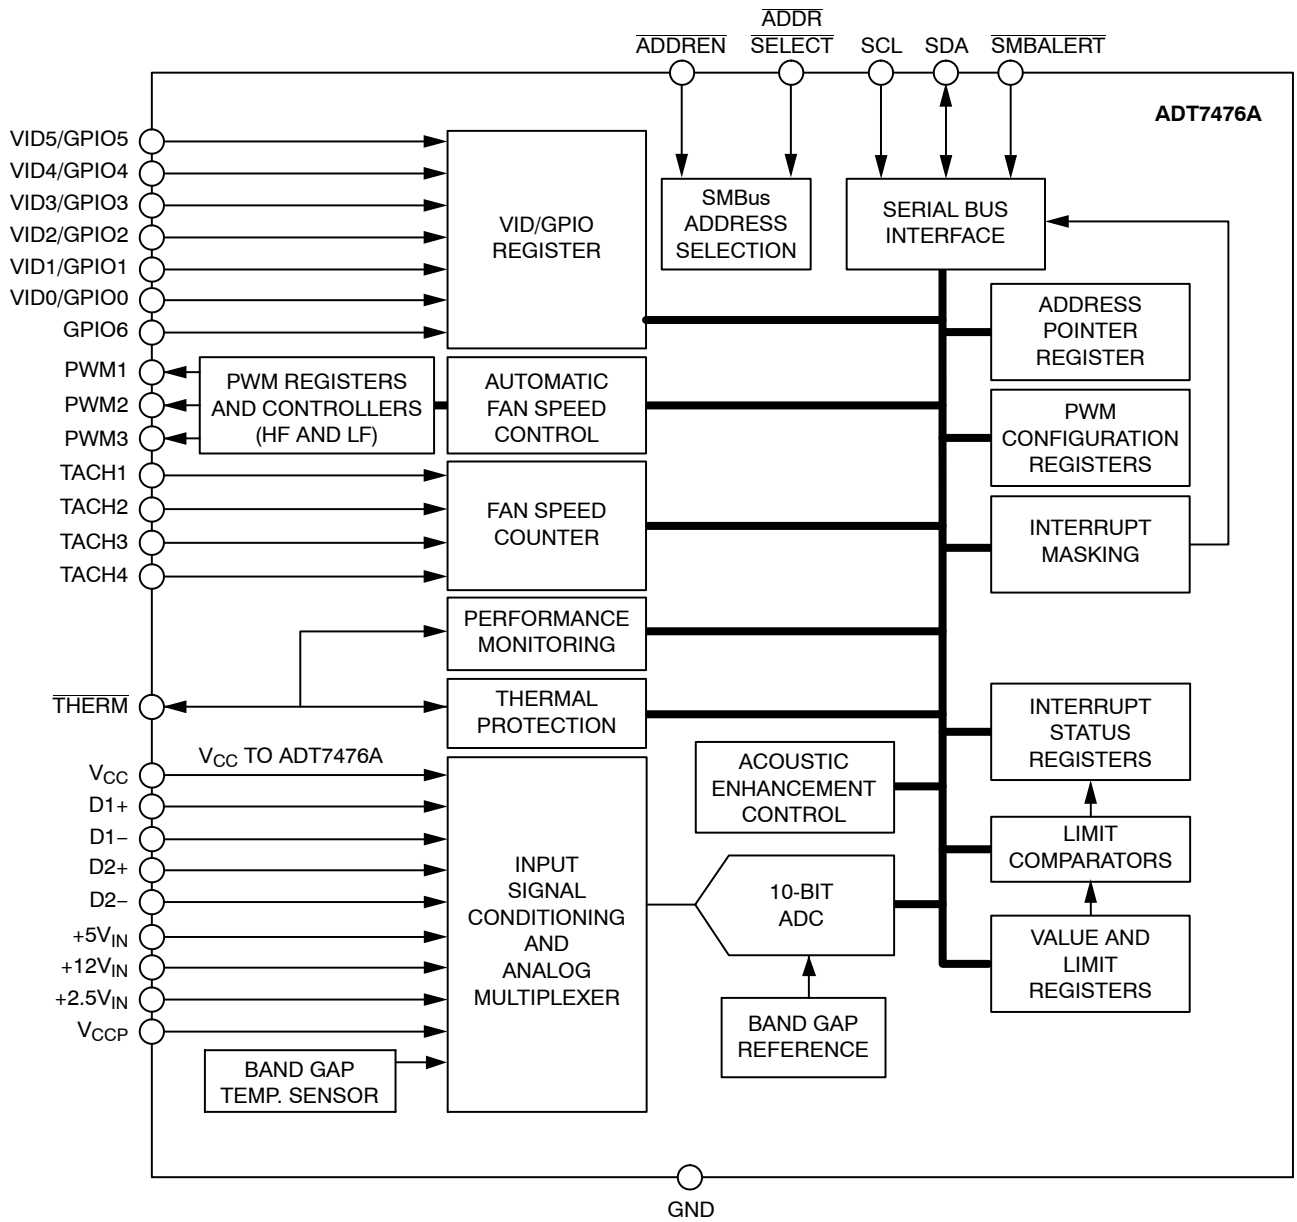 ADDR
ADDREN SELECT SCL SDA SMBALERT
ADT7476A
VID5/GPIO5
VID4/GPIO4
VID3/GPIO3
VID2/GPIO2
VID1/GPIO1
VID0/GPIO0
GPIO6
PWM1
PWM2
PWM3
TACH1
TACH2
TACH3
TACH4
THERM
VCC
D1+
D1−
D2+
D2−
+5VIN
+12VIN
+2.5VIN
VCCP
VID/GPIO
REGISTER
SMBus
ADDRESS
SELECTION
SERIAL BUS
INTERFACE
ADDRESS
POINTER
REGISTER
PWM REGISTERS
AND CONTROLLERS
(HF AND LF)
AUTOMATIC
FAN SPEED
CONTROL
PWM
CONFIGURATION
REGISTERS
FAN SPEED
COUNTER
INTERRUPT
MASKING
PERFORMANCE
MONITORING
THERMAL
PROTECTION
INTERRUPT
STATUS
REGISTERS
VCC TO ADT7476A
ACOUSTIC
ENHANCEMENT
CONTROL
LIMIT
COMPARATORS
INPUT
SIGNAL
CONDITIONING
AND
ANALOG
MULTIPLEXER
10-BIT
ADC
VALUE AND
LIMIT
REGISTERS
BAND GAP
REFERENCE
BAND GAP
TEMP. SENSOR
GND